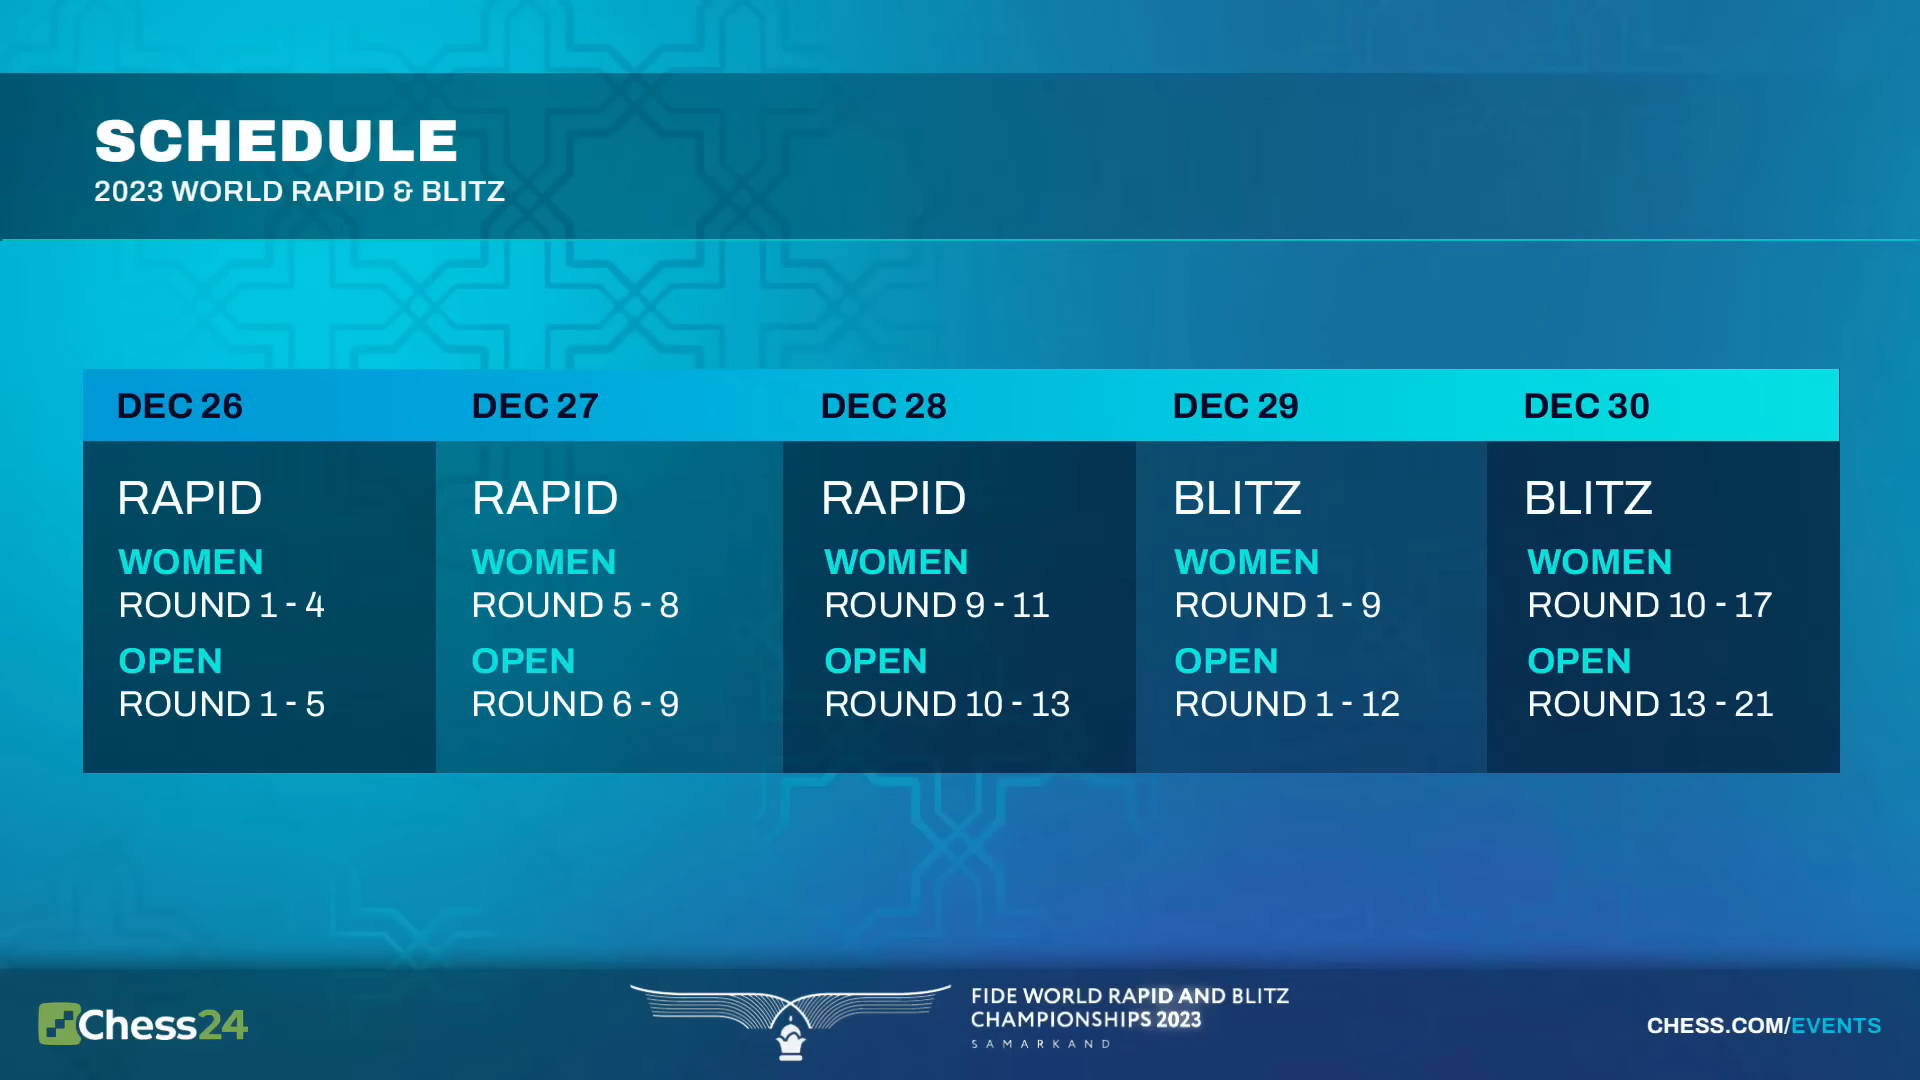 SCHEDULE
2023 WORLD RAPID & BLITZ
DEC 26
DEC 27
DEC 28
DEC 29
DEC 30
RAPID
WOMEN
ROUND 1 - 4
OPEN
ROUND 1 - 5
RAPID
WOMEN
ROUND 5 - 8
OPEN
ROUND 6 - 9
RAPID
WOMEN
ROUND 9 - 11
OPEN
ROUND 10 - 13
BLITZ
WOMEN
ROUND 1 - 9
OPEN
ROUND 1 - 12
BLITZ
WOMEN
ROUND 10 - 17
OPEN
ROUND 13 - 21
Chess24
FIDE WORLD RAPID AND BLITZ
CHAMPIONSHIPS 2023
SAMARKAND
CHESS.COM/EVENTS